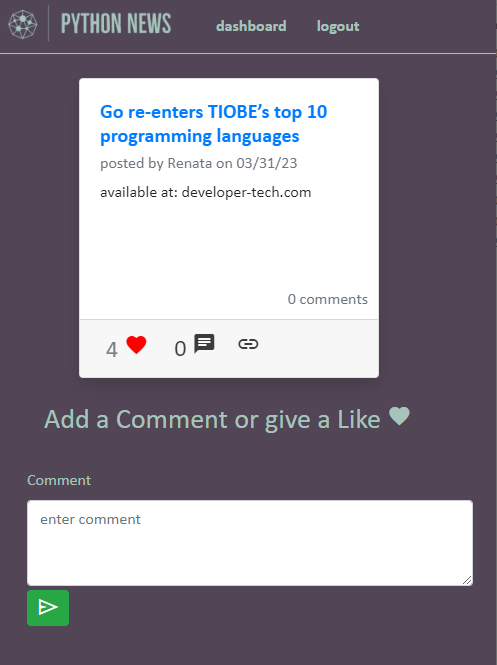 PYTHON NEWS dashboard logout
Go re-enters TIOBE’s top 10
programming languages
posted by Renata on 03/31/23
available at: developer-tech.com
0 comments
4 0
Add a Comment or give a Like
Comment
enter comment